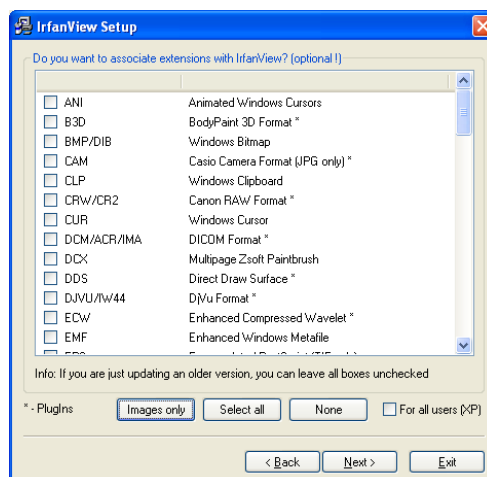 IrfanView Setup
Do you want to associate extensions with IrfanView? (optional !)
ANI Animated Windows Cursors
B3D BodyPaint 3D Format *
BMP/DIB Windows Bitmap
CAM Casio Camera Format (JPG only) *
CLP Windows Clipboard
CRW/CR2 Canon RAW Format *
CUR Windows Cursor
DCM/ACR/IMA DICOM Format *
DCX Multipage Zsoft Paintbrush
DDS Direct Draw Surface *
DJVU/IW44 DjVu Format *
ECW Enhanced Compressed Wavelet *
EMF Enhanced Windows Metafile
Info: If you are just updating an older version, you can leave all boxes unchecked
* - PlugIns Images only Select all None For all users (XP)
< Back Next > Exit